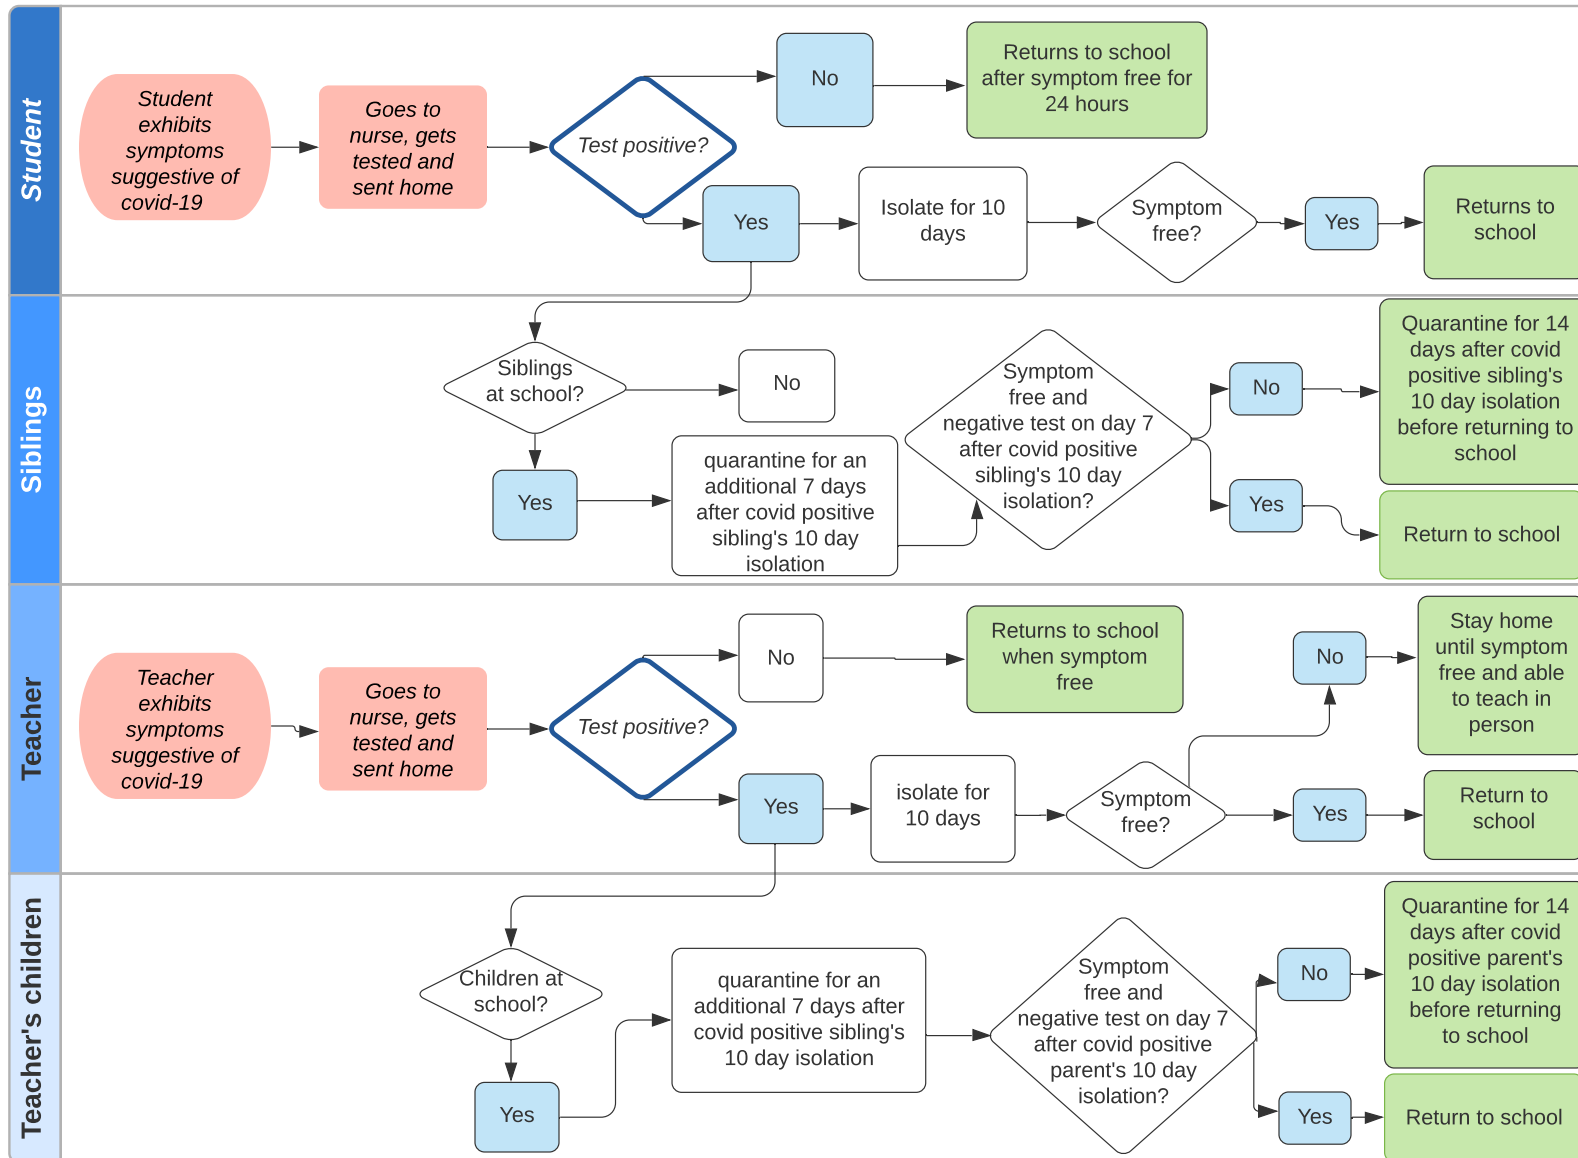 Student
Student
exhibits
symptoms
suggestive of
covid-19
Goes to
nurse, gets
tested and
sent home
Test positive?
No
Returns to school
after symptom free for
24 hours
Yes
Isolate for 10
days
Symptom
free?
Yes
Returns to
school
Siblings
Siblings
at school?
No
Yes
quarantine for an
additional 7 days
after covid positive
sibling's 10 day
isolation
Symptom
free and
negative test on day 7
after covid positive
sibling's 10 day
isolation?
No
Quarantine for 14
days after covid
positive sibling's
10 day isolation
before returning to
school
Yes
Return to school
Teacher
Teacher
exhibits
symptoms
suggestive of
covid-19
Goes to
nurse, gets
tested and
sent home
Test positive?
No
Returns to school
when symptom
free
Yes
isolate for
10 days
Symptom
free?
No
Stay home
until symptom
free and able
to teach in
person
Yes
Return to
school
Teacher's children
Children at
school?
Yes
quarantine for an
additional 7 days after
covid positive sibling's
10 day isolation
Symptom
free and
negative test on day 7
after covid positive
parent's 10 day
isolation?
No
Quarantine for 14
days after covid
positive parent's
10 day isolation
before returning
to school
Yes
Return to school